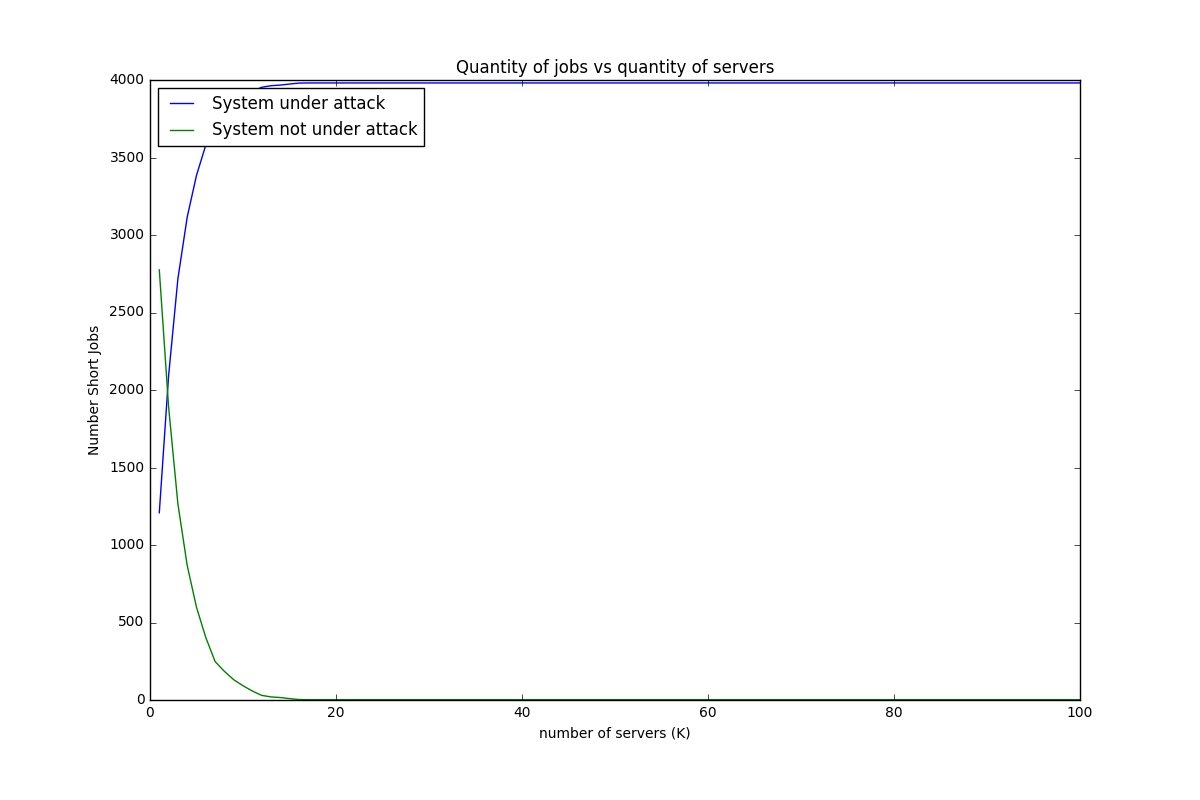 Quantity of jobs vs quantity of servers
System under attack
System not under attack
4000
3500
3000
2500
2000
1500
1000
500
0
Number Short Jobs
0 20 40 60 80 100
number of servers (K)